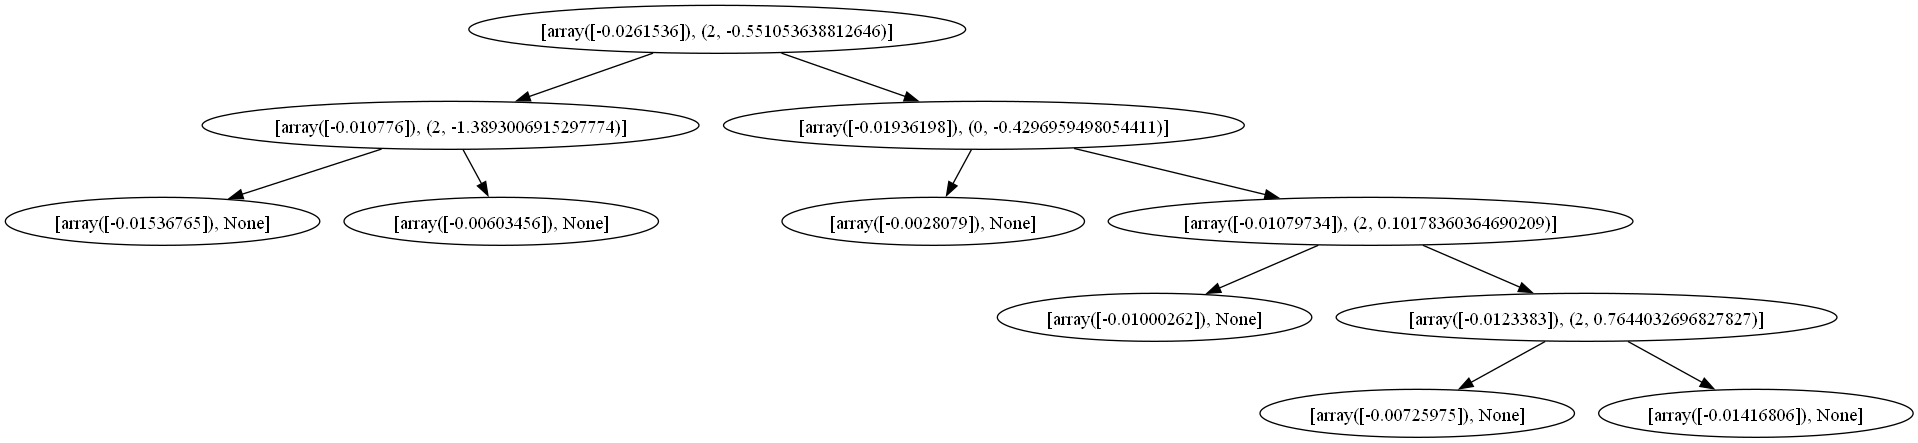 [array([-0.0261536]), (2, -0.551053638812646)]
[array([-0.010776]), (2, -1.3893006915297774)]
[array([-0.01936198]), (0, -0.4296959498054411)]
[array([-0.01536765]), None]
[array([-0.00603456]), None]
[array([-0.0028079]), None]
[array([-0.01079734]), (2, 0.10178360364690209)]
[array([-0.01000262]), None]
[array([-0.0123383]), (2, 0.7644032696827827)]
[array([-0.00725975]), None]
[array([-0.01416806]), None]